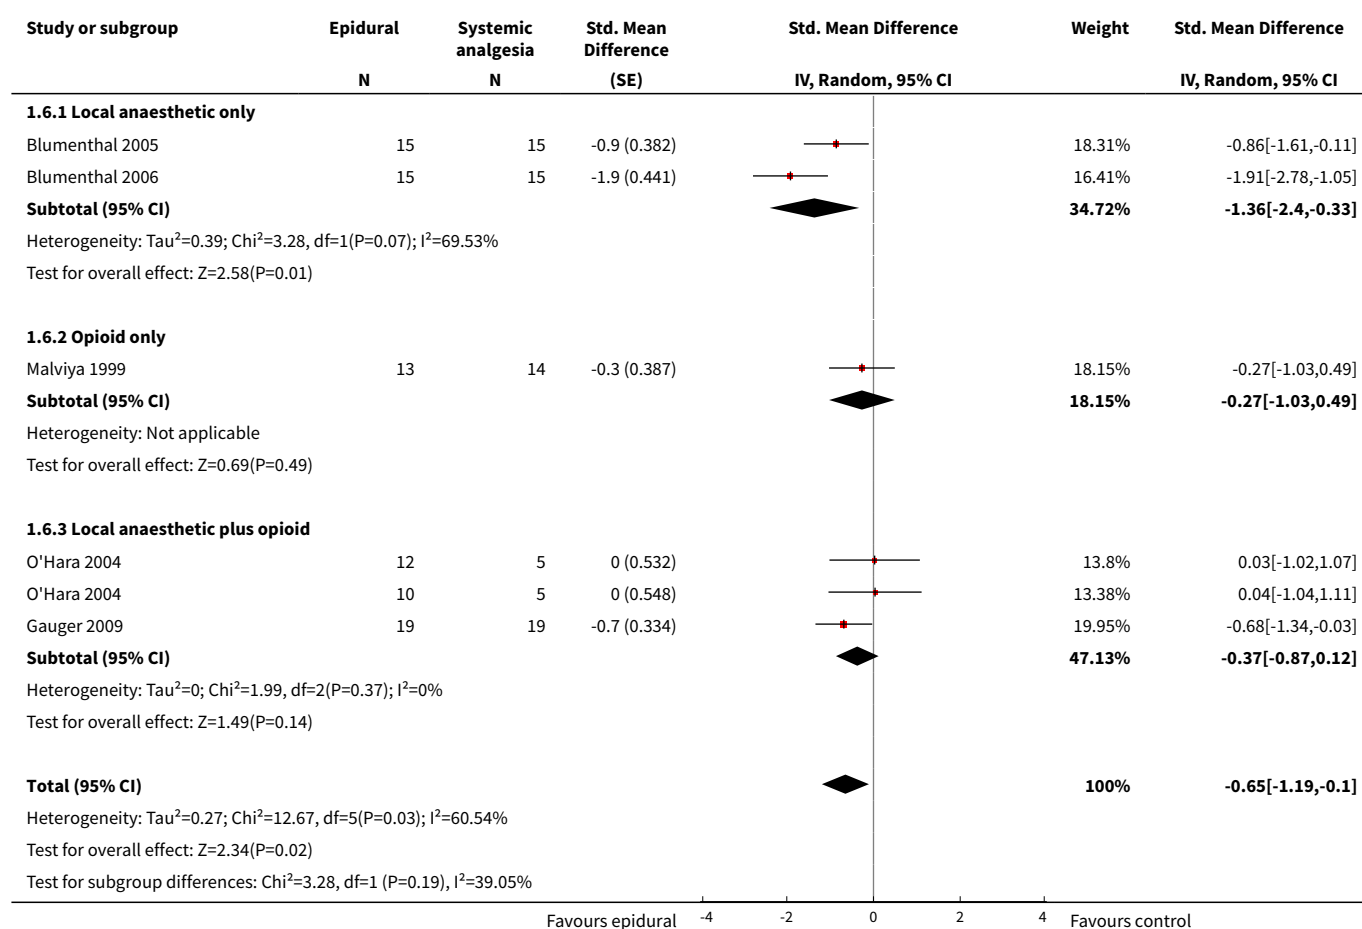 Study or subgroup Epidural Systemic analgesia Std. Mean Difference Std. Mean Difference Weight Std. Mean Difference
N N (SE) IV, Random, 95% CI IV, Random, 95% CI
1.6.1 Local anaesthetic only
Blumenthal 2005 15 15 -0.9 (0.382) 18.31% -0.86[-1.61,-0.11]
Blumenthal 2006 15 15 -1.9 (0.441) 16.41% -1.91[-2.78,-1.05]
Subtotal (95% CI) 34.72% -1.36[-2.4,-0.33]
Heterogeneity: Tau²=0.39; Chi²=3.28, df=1(P=0.07); I²=69.53%
Test for overall effect: Z=2.58(P=0.01)
1.6.2 Opioid only
Malviya 1999 13 14 -0.3 (0.387) 18.15% -0.27[-1.03,0.49]
Subtotal (95% CI) 18.15% -0.27[-1.03,0.49]
Heterogeneity: Not applicable
Test for overall effect: Z=0.69(P=0.49)
1.6.3 Local anaesthetic plus opioid
O'Hara 2004 12 5 0 (0.532) 13.8% 0.03[-1.02,1.07]
O'Hara 2004 10 5 0 (0.548) 13.38% 0.04[-1.04,1.11]
Gauger 2009 19 19 -0.7 (0.334) 19.95% -0.68[-1.34,-0.03]
Subtotal (95% CI) 47.13% -0.37[-0.87,0.12]
Heterogeneity: Tau²=0; Chi²=1.99, df=2(P=0.37); I²=0%
Test for overall effect: Z=1.49(P=0.14)
Total (95% CI) 100% -0.65[-1.19,-0.1]
Heterogeneity: Tau²=0.27; Chi²=12.67, df=5(P=0.03); I²=60.54%
Test for overall effect: Z=2.34(P=0.02)
Test for subgroup differences: Chi²=3.28, df=1 (P=0.19), I²=39.05%
Favours epidural -4 -2 0 2 4 Favours control